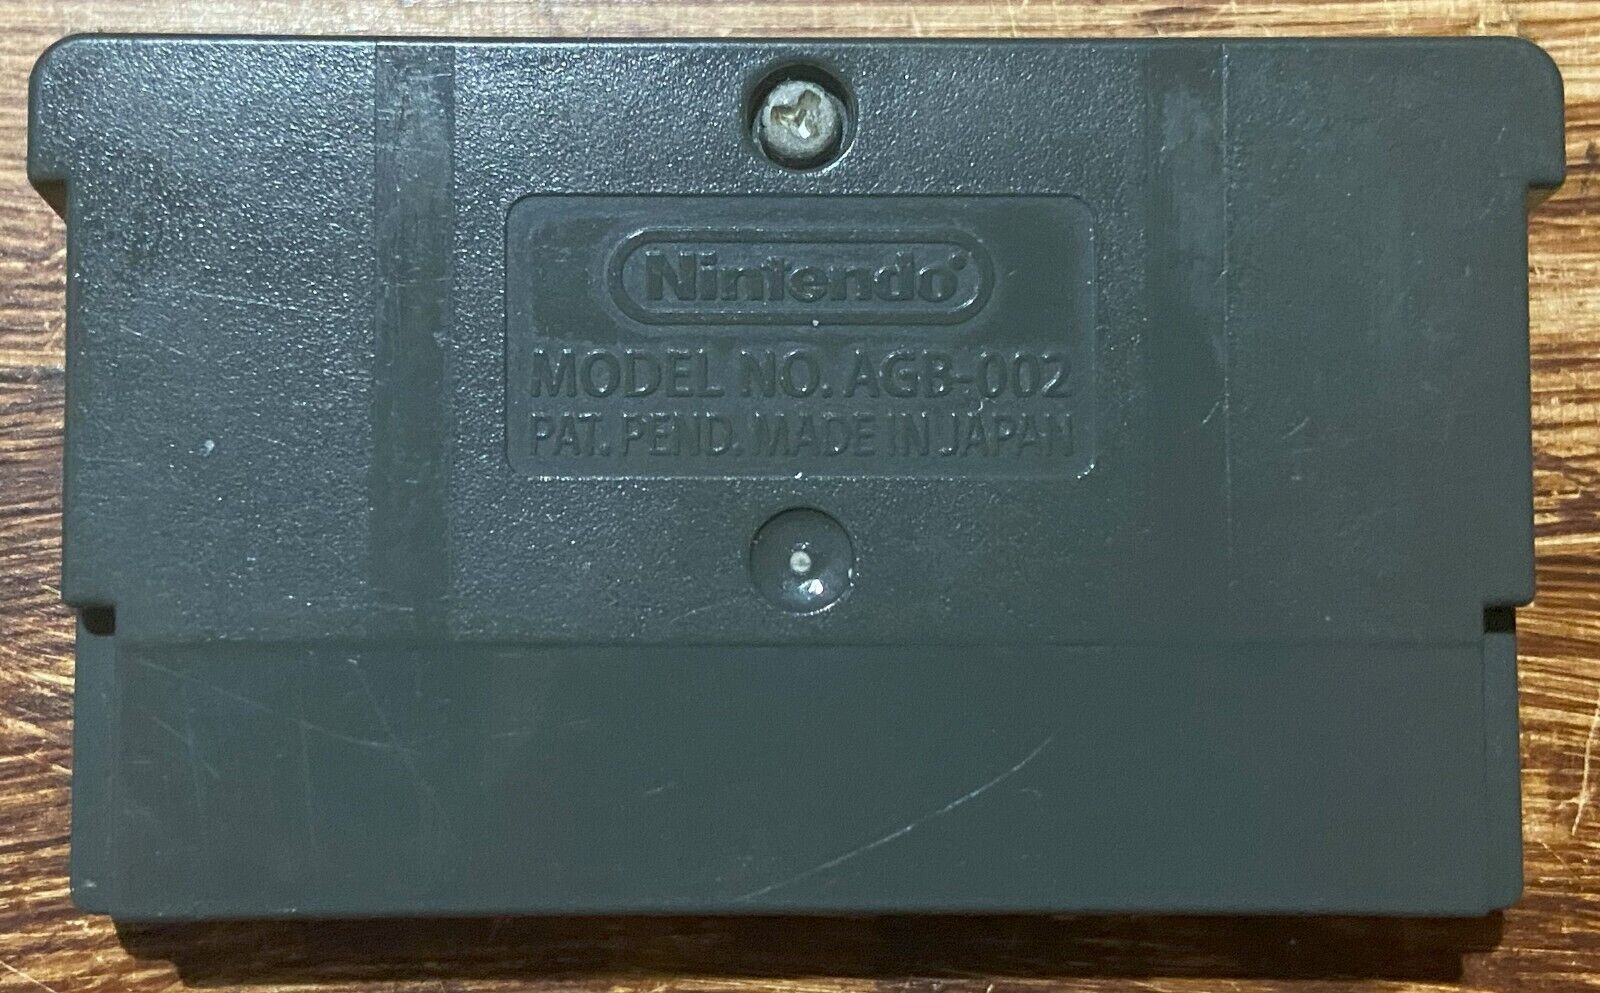 Nintendo
MODEL NO. AGB-002
PAT. PEND. MADE IN JAPAN